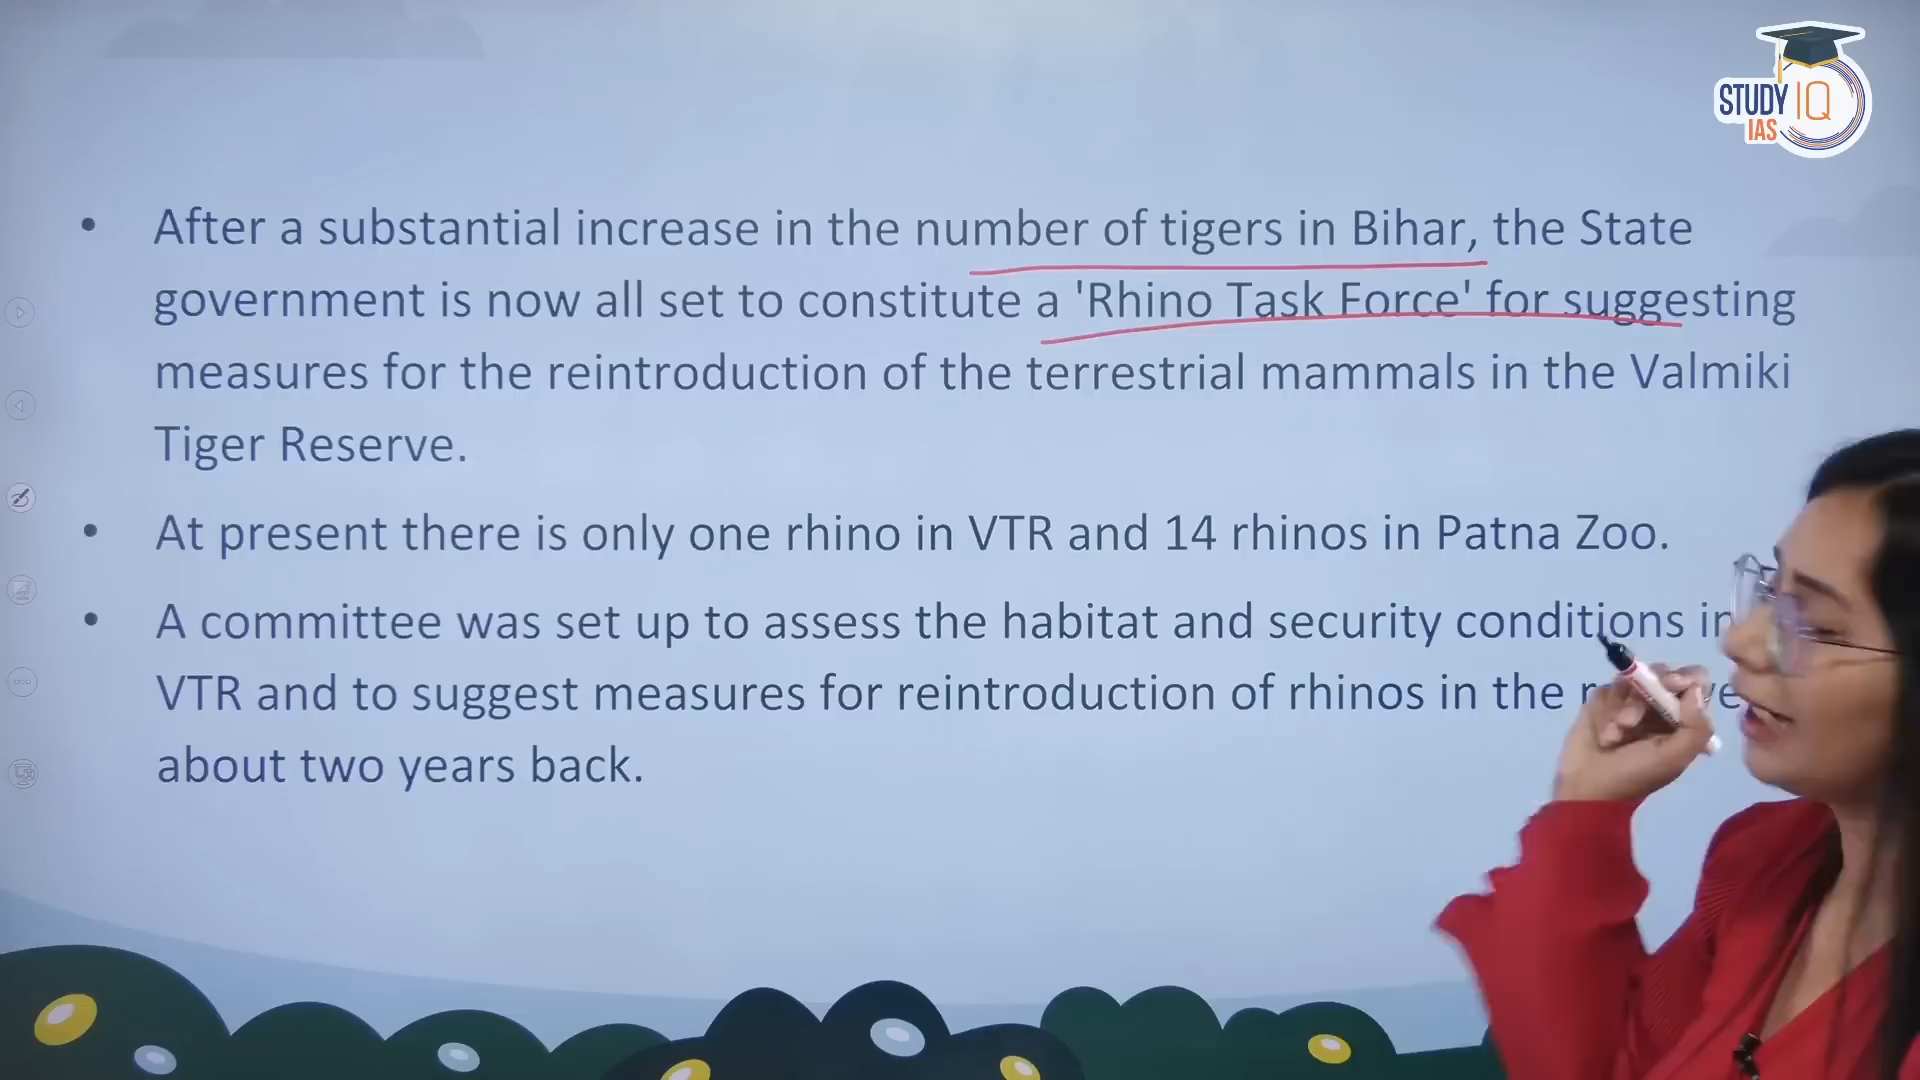 STUDY IQ
IAS
• After a substantial increase in the number of tigers in Bihar, the State
government is now all set to constitute a 'Rhino Task Force' for suggesting
measures for the reintroduction of the terrestrial mammals in the Valmiki
Tiger Reserve.
• At present there is only one rhino in VTR and 14 rhinos in Patna Zoo.
• A committee was set up to assess the habitat and security conditions in
VTR and to suggest measures for reintroduction of rhinos in the
about two years back.